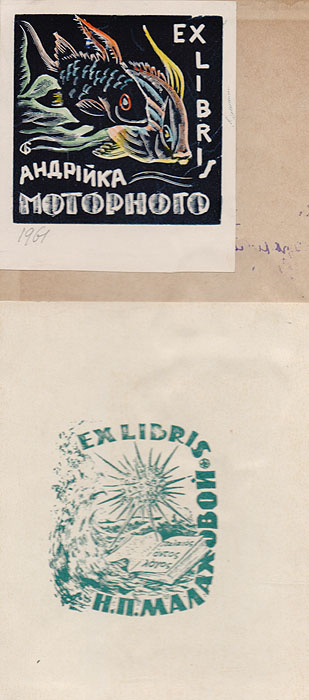 EX LIBRIS
АНДРІЙКА
МОТОРНОГО
1961
EX LIBRIS
Н.П.МАЛАХОВОЙ